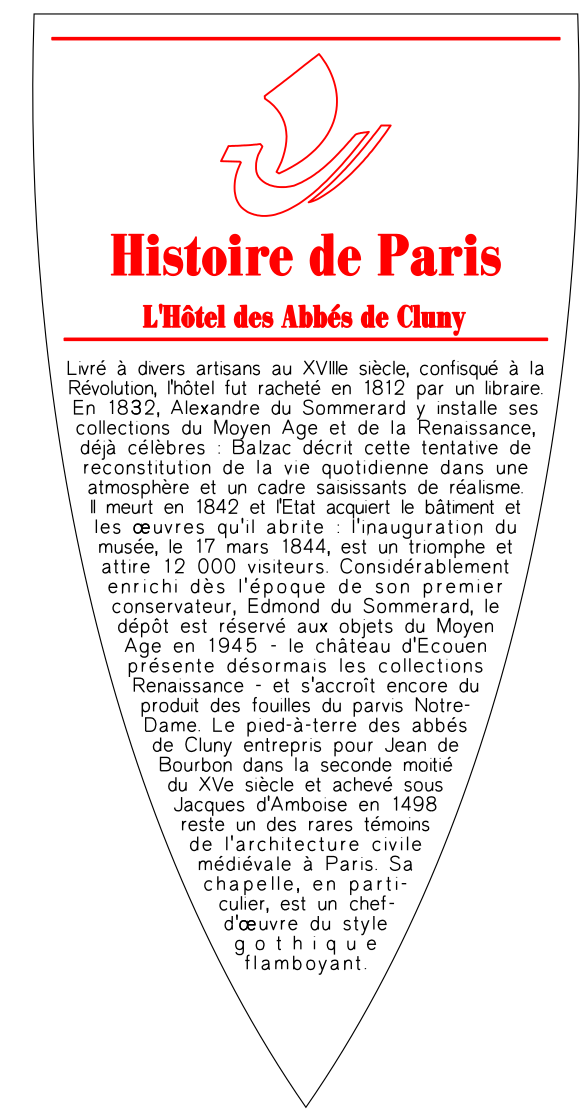 Histoire de Paris
L'Hôtel des Abbés de Cluny
Livré à divers artisans au XVIIIe siècle, confisqué à la
Révolution, l'hôtel fut racheté en 1812 par un libraire.
En 1832, Alexandre du Sommerard y installe ses
collections du Moyen Age et de la Renaissance,
déjà célèbres : Balzac décrit cette tentative de
reconstitution de la vie quotidienne dans une
atmosphère et un cadre saisissants de réalisme.
Il meurt en 1842 et l'Etat acquiert le bâtiment et
les œuvres qu'il abrite : l'inauguration du
musée, le 17 mars 1844, est un triomphe et
attire 12 000 visiteurs. Considérablement
enrichi dès l'époque de son premier
conservateur, Edmond du Sommerard, le
dépôt est réservé aux objets du Moyen
Age en 1945 - le château d'Ecouen
présente désormais les collections
Renaissance - et s'accroît encore du
produit des fouilles du parvis Notre-
Dame. Le pied-à-terre des abbés
de Cluny entrepris pour Jean de
Bourbon dans la seconde moitié
du XVe siècle et achevé sous
Jacques d'Amboise en 1498
reste un des rares témoins
de l'architecture civile
médiévale à Paris. Sa
chapelle, en parti-
culier, est un chef-
d'œuvre du style
gothique
flamboyant.